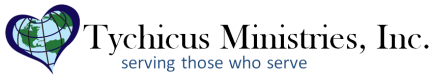 Tychicus Ministries, Inc.
serving those who serve